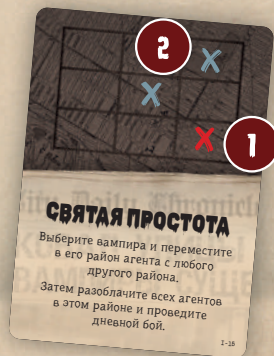 2
1
СВЯТАЯ ПРОСТОТА
Выберите вампира и переместите
в его район агента с любого
другого района.
Затем разоблачите всех агентов
в этом районе и проведите
дневной бой.
1-18